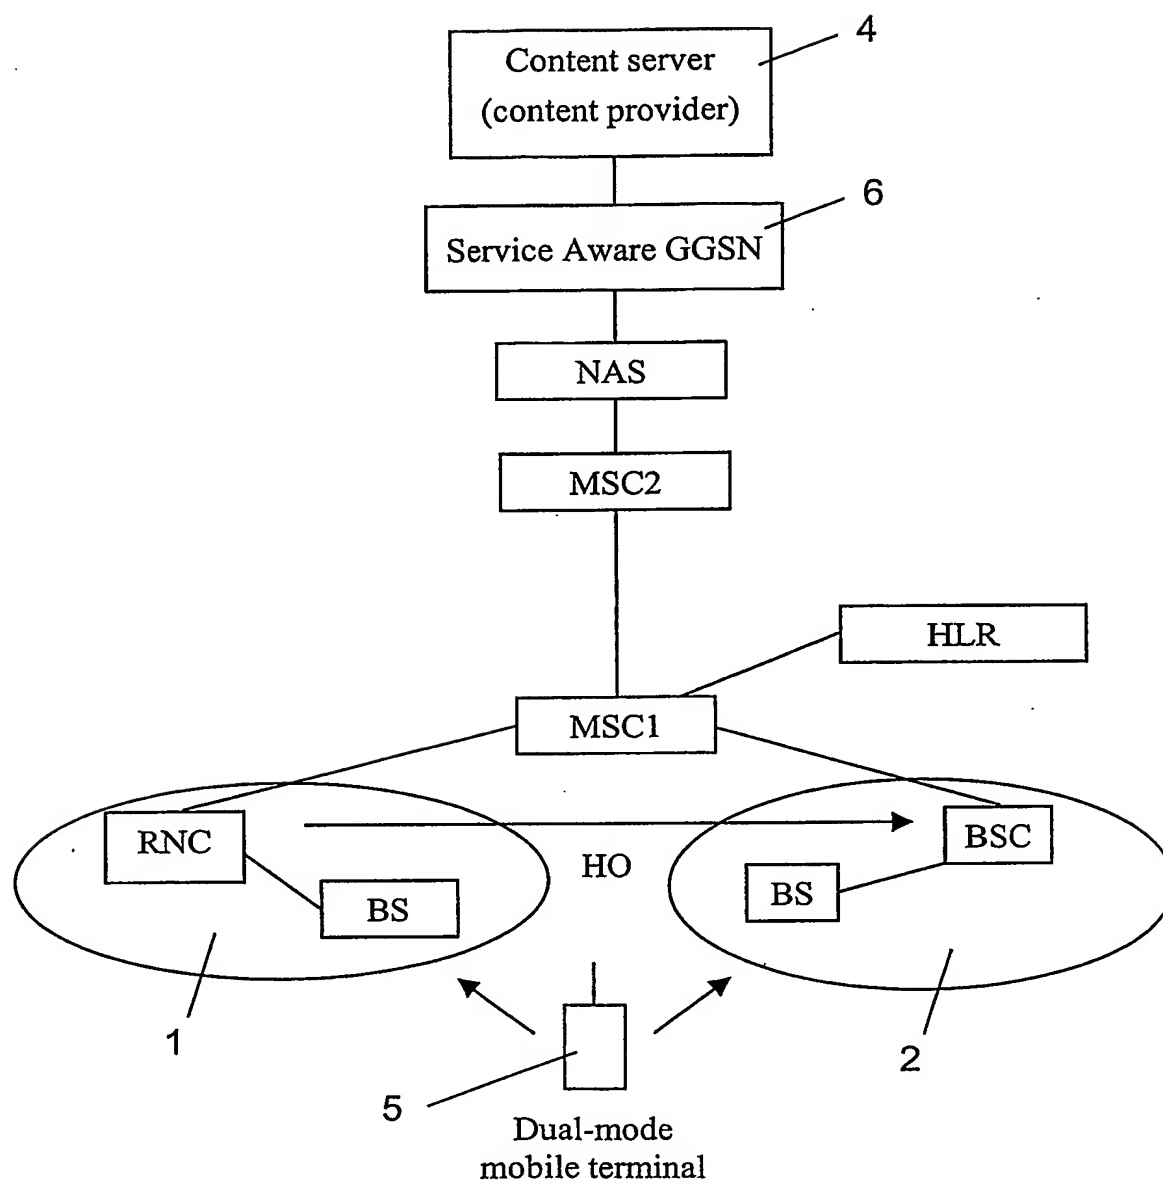 4
Content server
(content provider)
6
Service Aware GGSN
NAS
MSC2
HLR
MSC1
RNC
BSC
HO
BS
BS
1
2
5
Dual-mode
mobile terminal